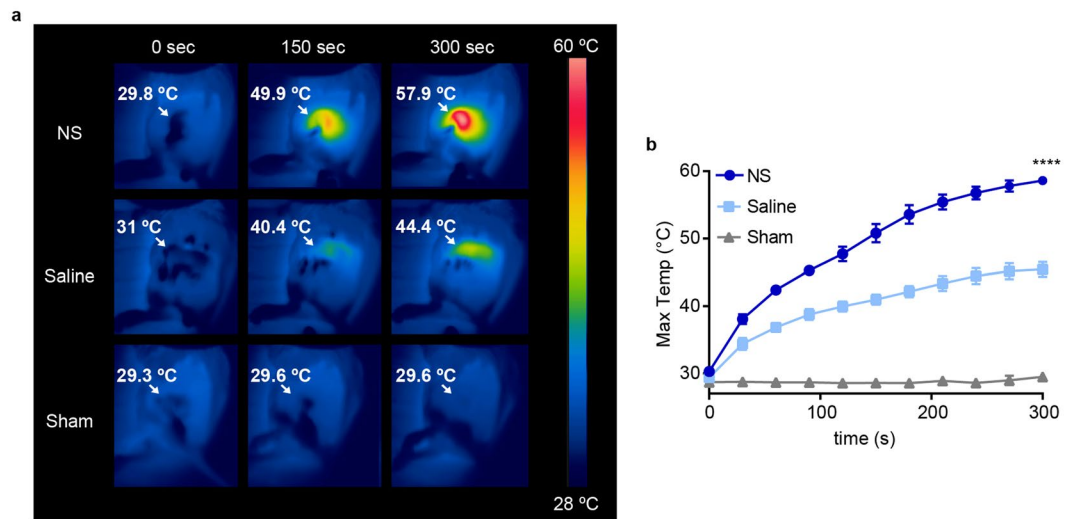 a
0 sec 150 sec 300 sec 60 ºC
29.8 ºC 49.9 ºC 57.9 ºC
NS
31 ºC 40.4 ºC 44.4 ºC
Saline
29.3 ºC 29.6 ºC 29.6 ºC
Sham
28 ºC
b
60
50
40
30
Max Temp (°C)
NS
Saline
Sham
****
0 100 200 300
time (s)